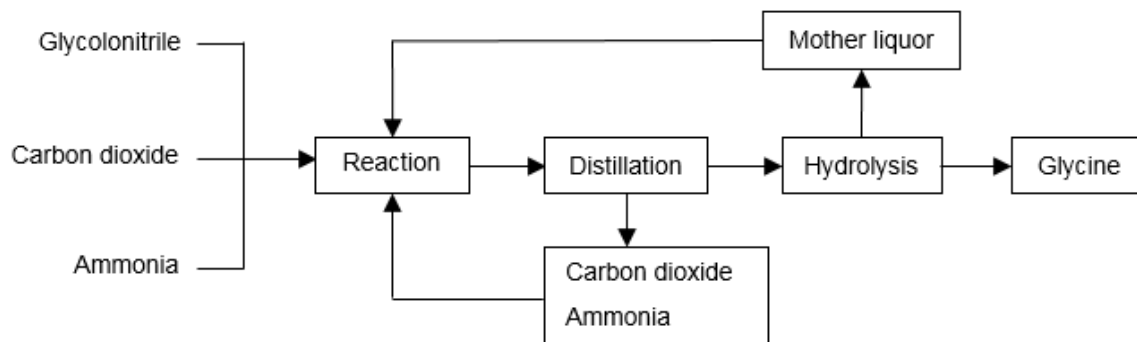 Glycolonitrile
Mother liquor
Carbon dioxide
Reaction
Distillation
Hydrolysis
Glycine
Ammonia
Carbon dioxide
Ammonia